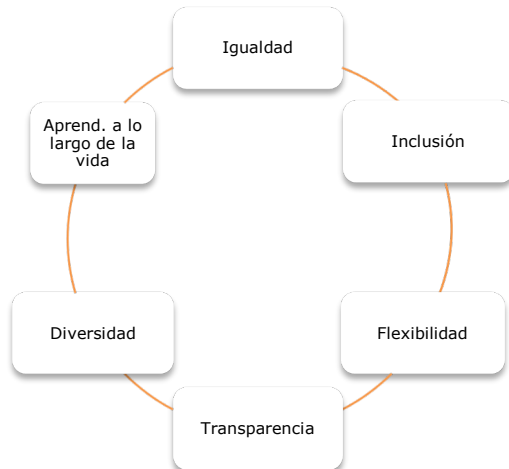 Igualdad
Inclusión
Flexibilidad
Transparencia
Diversidad
Aprend. a lo
largo de la
vida